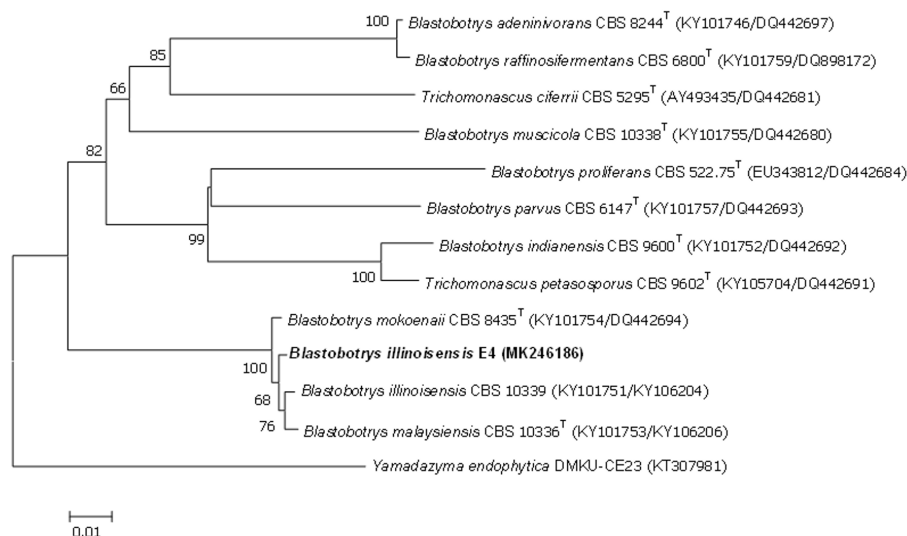 100
Blastobotrys adeninivorans CBS 8244T (KY101746/DQ442697)
85
Blastobotrys raffinosifermentans CBS 6800T (KY101759/DQ898172)
66
Trichomonascus ciferrii CBS 5295T (AY493435/DQ442681)
Blastobotrys muscicola CBS 10338T (KY101755/DQ442680)
82
Blastobotrys proliferans CBS 522.75T (EU343812/DQ442684)
Blastobotrys parvus CBS 6147T (KY101757/DQ442693)
99
Blastobotrys indianensis CBS 9600T (KY101752/DQ442692)
100
Trichomonascus petasosporus CBS 9602T (KY105704/DQ442691)
Blastobotrys mokoenaii CBS 8435T (KY101754/DQ442694)
Blastobotrys illinoisensis E4 (MK246186)
100
Blastobotrys illinoisensis CBS 10339 (KY101751/KY106204)
68
76
Blastobotrys malaysiensis CBS 10336T (KY101753/KY106206)
Yamadazyma endophytica DMKU-CE23 (KT307981)
0.01